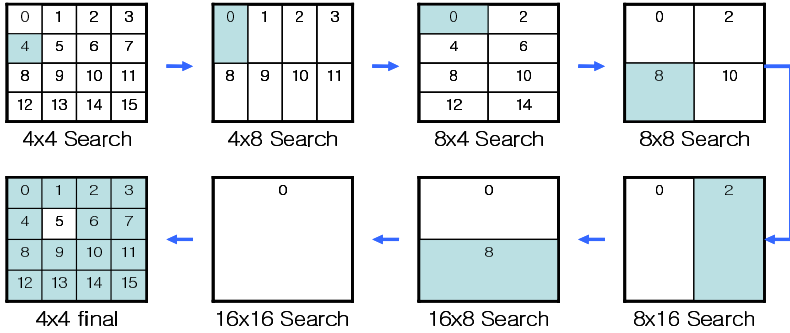 0 1 2 3
4 5 6 7
8 9 10 11
12 13 14 15
4x4 Search
0 1 2 3
8 9 10 11
4x8 Search
0 2
4 6
8 10
12 14
8x4 Search
0 2
8 10
8x8 Search
0 1 2 3
4 5 6 7
8 9 10 11
12 13 14 15
4x4 final
0
16x16 Search
0
8
16x8 Search
0 2
8x16 Search